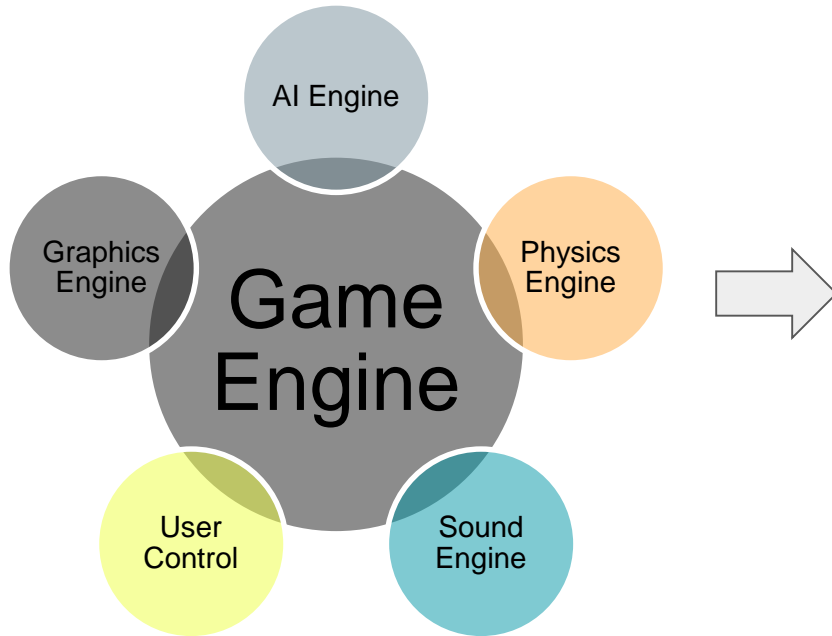 AI Engine
Graphics
Engine
Physics
Engine
Game
Engine
User
Control
Sound
Engine